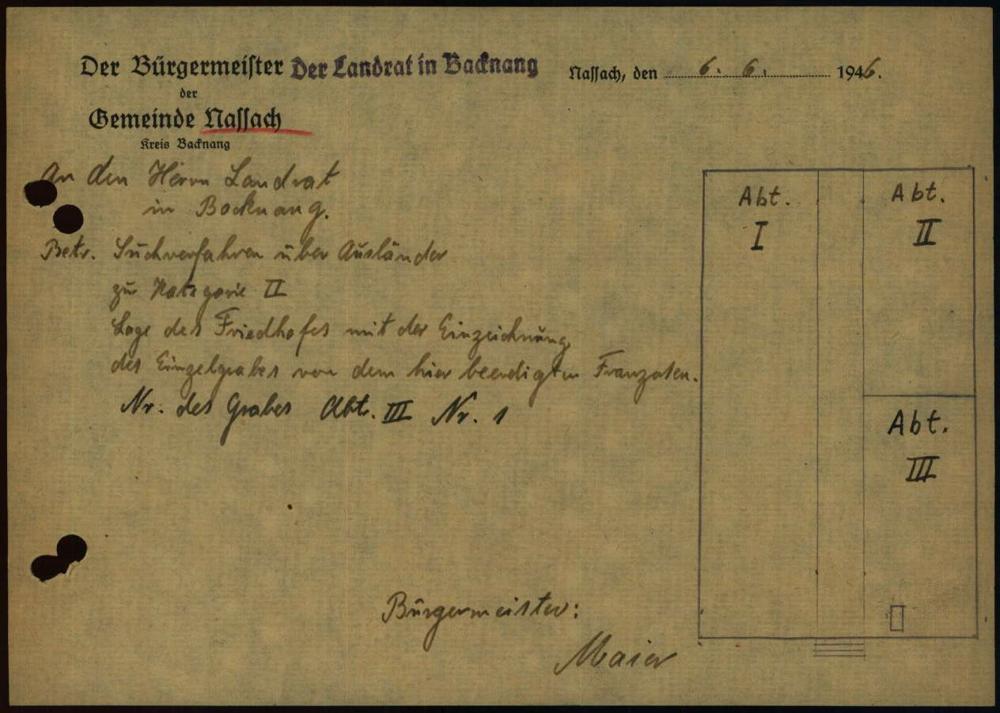 Der Bürgermeister Der Landrat in Backnang
der
Gemeinde Nassach
Kreis Backnang
Nassach, den 6. 6. 1946.
An den Herrn Landrat
in Backnang.
Betr. Suchverfahren über Ausländer
zu Kategorie II
Lage des Friedhofes mit der Einzeichnung
des Einzelgrabes von dem hier beerdigten Franzosen.
Nr. des Grabes Abt. III Nr. 1
Abt.
I
Abt.
II
Abt.
III
Bürgermeister:
Maier